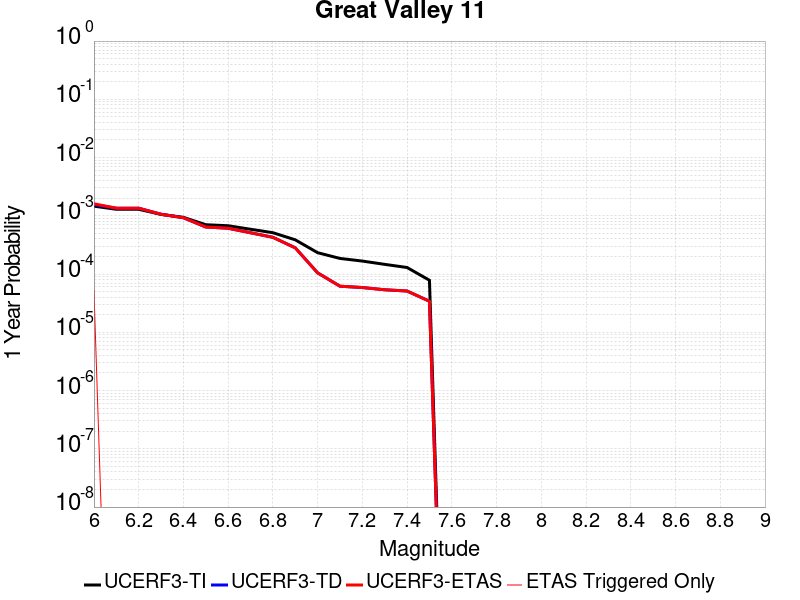 Great Valley 11
10^0
10^-1
10^-2
10^-3
10^-4
10^-5
10^-6
10^-7
10^-8
1 Year Probability
6 6.2 6.4 6.6 6.8 7 7.2 7.4 7.6 7.8 8 8.2 8.4 8.6 8.8 9
Magnitude
UCERF3-TI UCERF3-TD UCERF3-ETAS ETAS Triggered Only